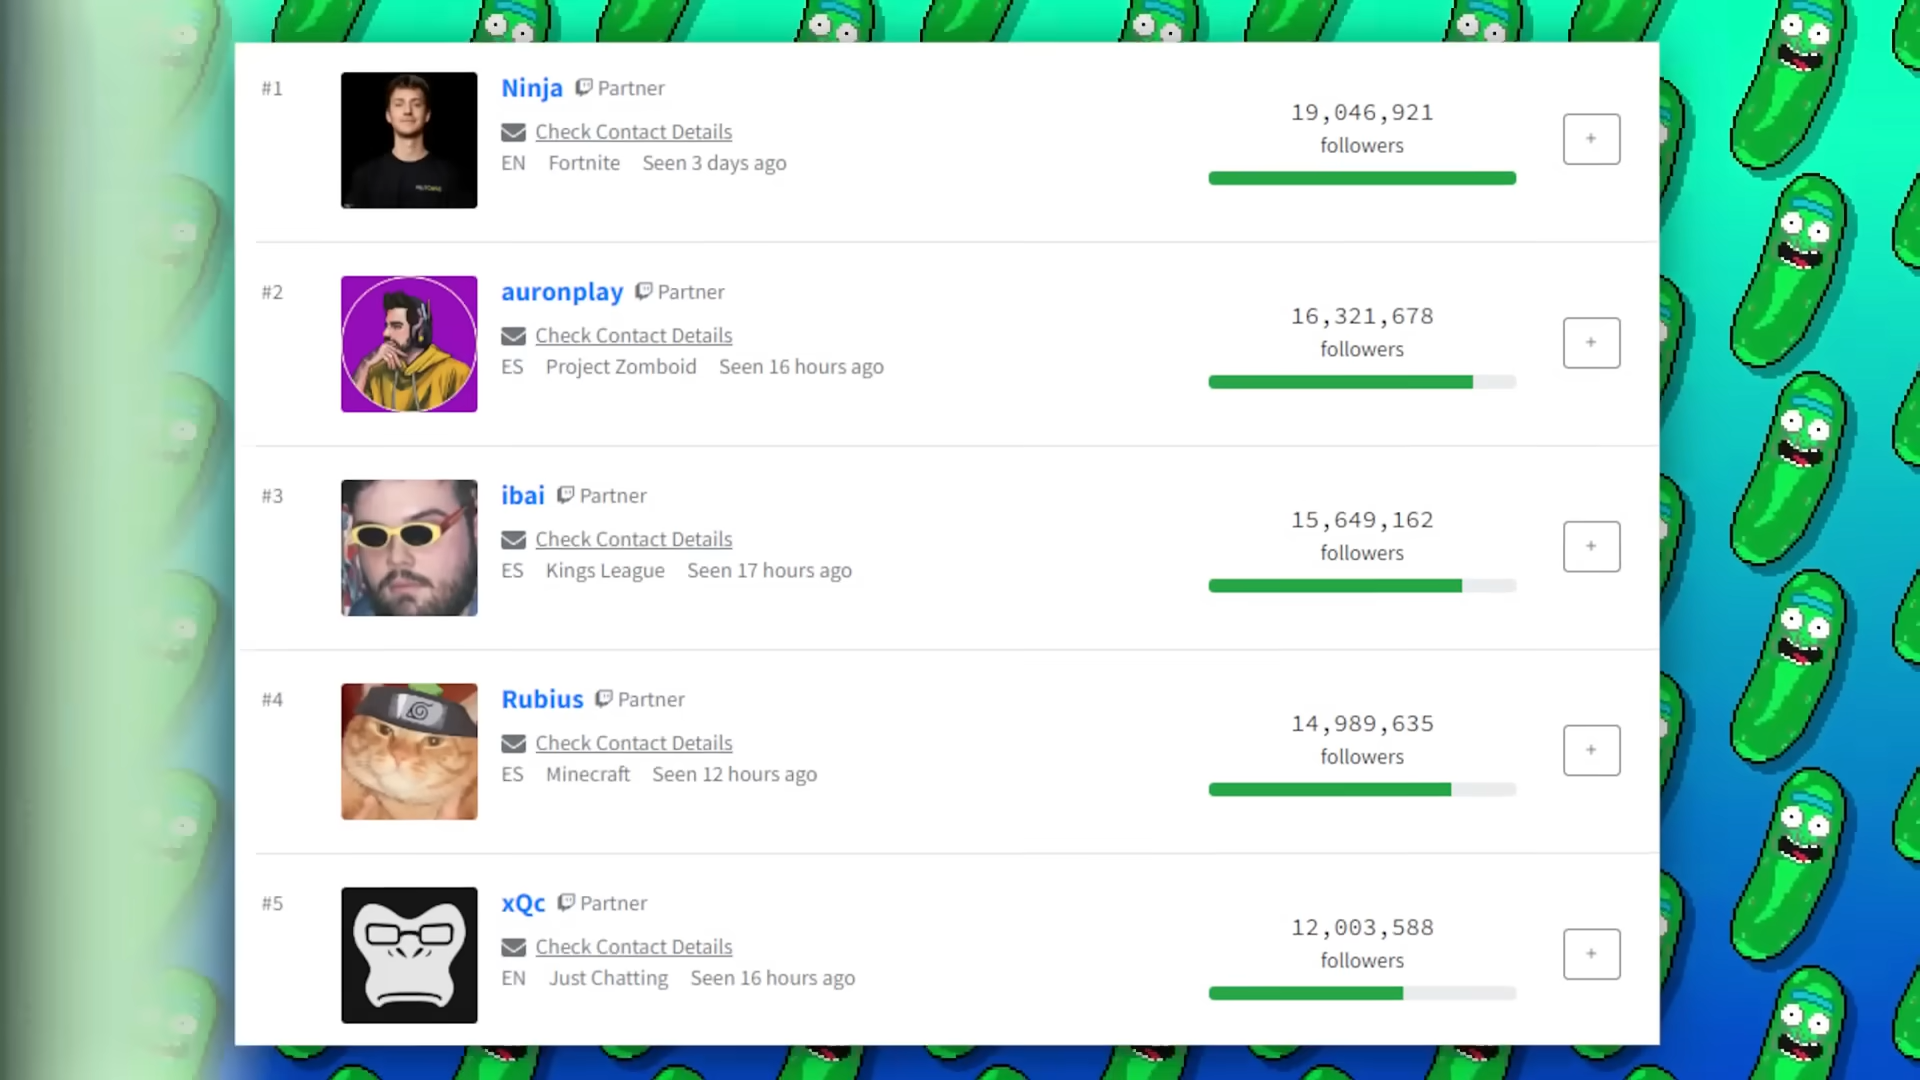 #1
Ninja Partner
Check Contact Details
EN Fortnite Seen 3 days ago
19,046,921
followers
+
#2
auronplay Partner
Check Contact Details
ES Project Zomboid Seen 16 hours ago
16,321,678
followers
+
#3
ibai Partner
Check Contact Details
ES Kings League Seen 17 hours ago
15,649,162
followers
+
#4
Rubius Partner
Check Contact Details
ES Minecraft Seen 12 hours ago
14,989,635
followers
+
#5
xQc Partner
Check Contact Details
EN Just Chatting Seen 16 hours ago
12,003,588
followers
+